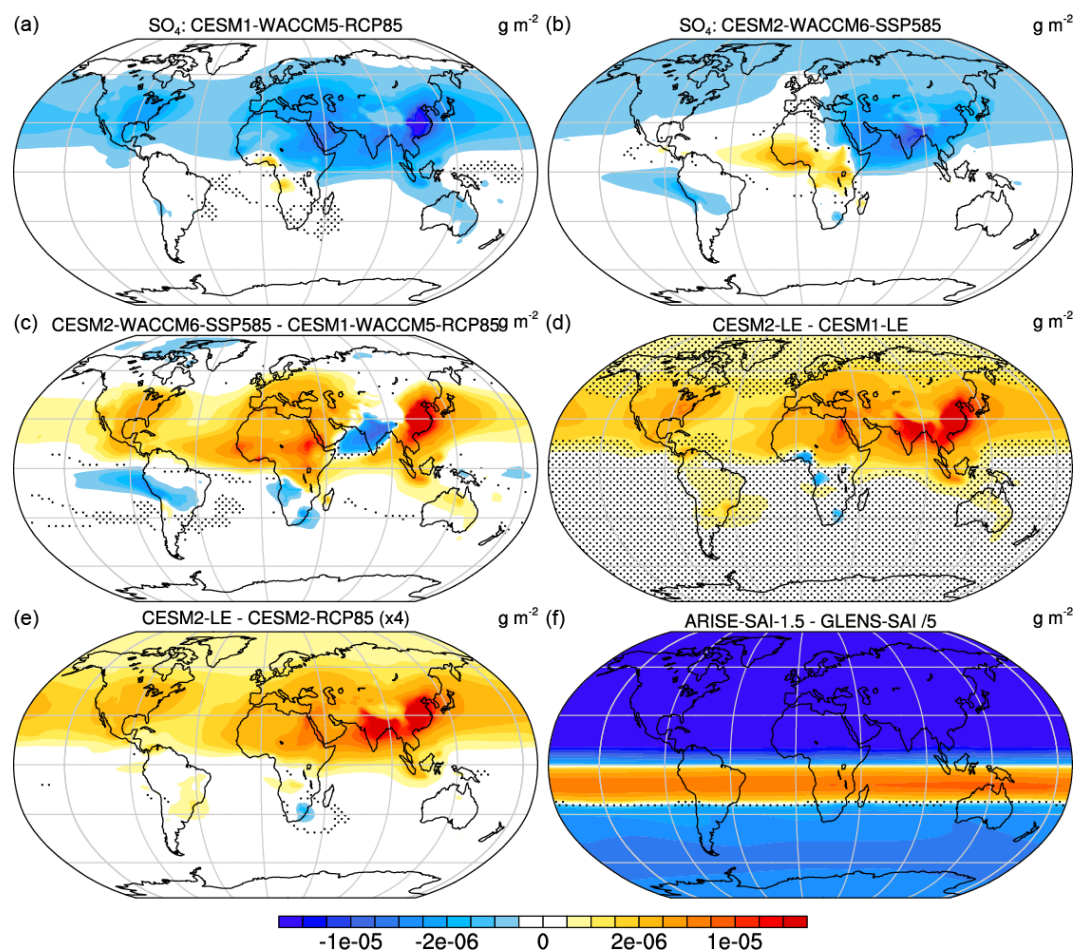 (a) SO₄: CESM1-WACCM5-RCP85 g m⁻²
(b) SO₄: CESM2-WACCM6-SSP585 g m⁻²
(c) CESM2-WACCM6-SSP585 - CESM1-WACCM5-RCP85 g m⁻²
(d) CESM2-LE - CESM1-LE g m⁻²
(e) CESM2-LE - CESM2-RCP85 (x4) g m⁻²
(f) ARISE-SAI-1.5 - GLENS-SAI /5 g m⁻²
-1e-05 -2e-06 0 2e-06 1e-05